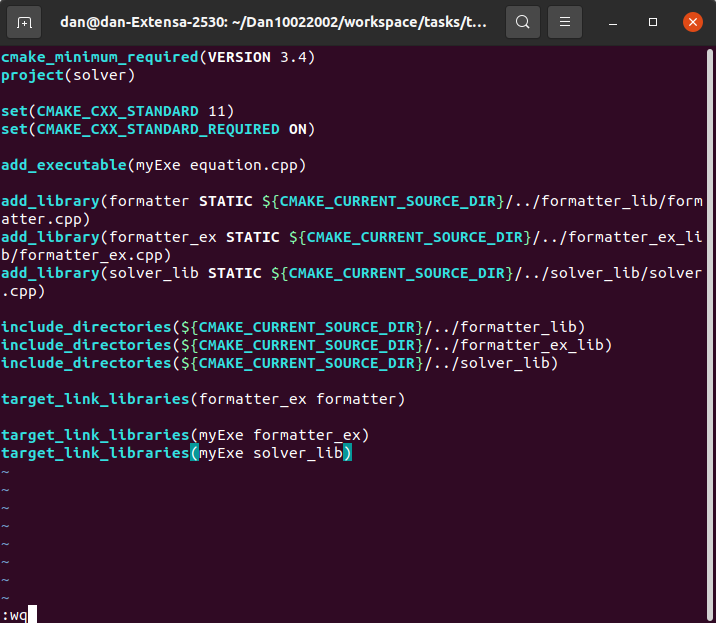 dan@dan-Extensa-2530: ~/Dan10022002/workspace/tasks/t...
cmake_minimum_required(VERSION 3.4)
project(solver)
set(CMAKE_CXX_STANDARD 11)
set(CMAKE_CXX_STANDARD_REQUIRED ON)
add_executable(myExe equation.cpp)
add_library(formatter STATIC ${CMAKE_CURRENT_SOURCE_DIR}/../formatter_lib/form
atter.cpp)
add_library(formatter_ex STATIC ${CMAKE_CURRENT_SOURCE_DIR}/../formatter_ex_li
b/formatter_ex.cpp)
add_library(solver_lib STATIC ${CMAKE_CURRENT_SOURCE_DIR}/../solver_lib/solver
.cpp)
include_directories(${CMAKE_CURRENT_SOURCE_DIR}/../formatter_lib)
include_directories(${CMAKE_CURRENT_SOURCE_DIR}/../formatter_ex_lib)
include_directories(${CMAKE_CURRENT_SOURCE_DIR}/../solver_lib)
target_link_libraries(formatter_ex formatter)
target_link_libraries(myExe formatter_ex)
target_link_libraries(myExe solver_lib)
~
~
~
~
~
~
~
~
:wq